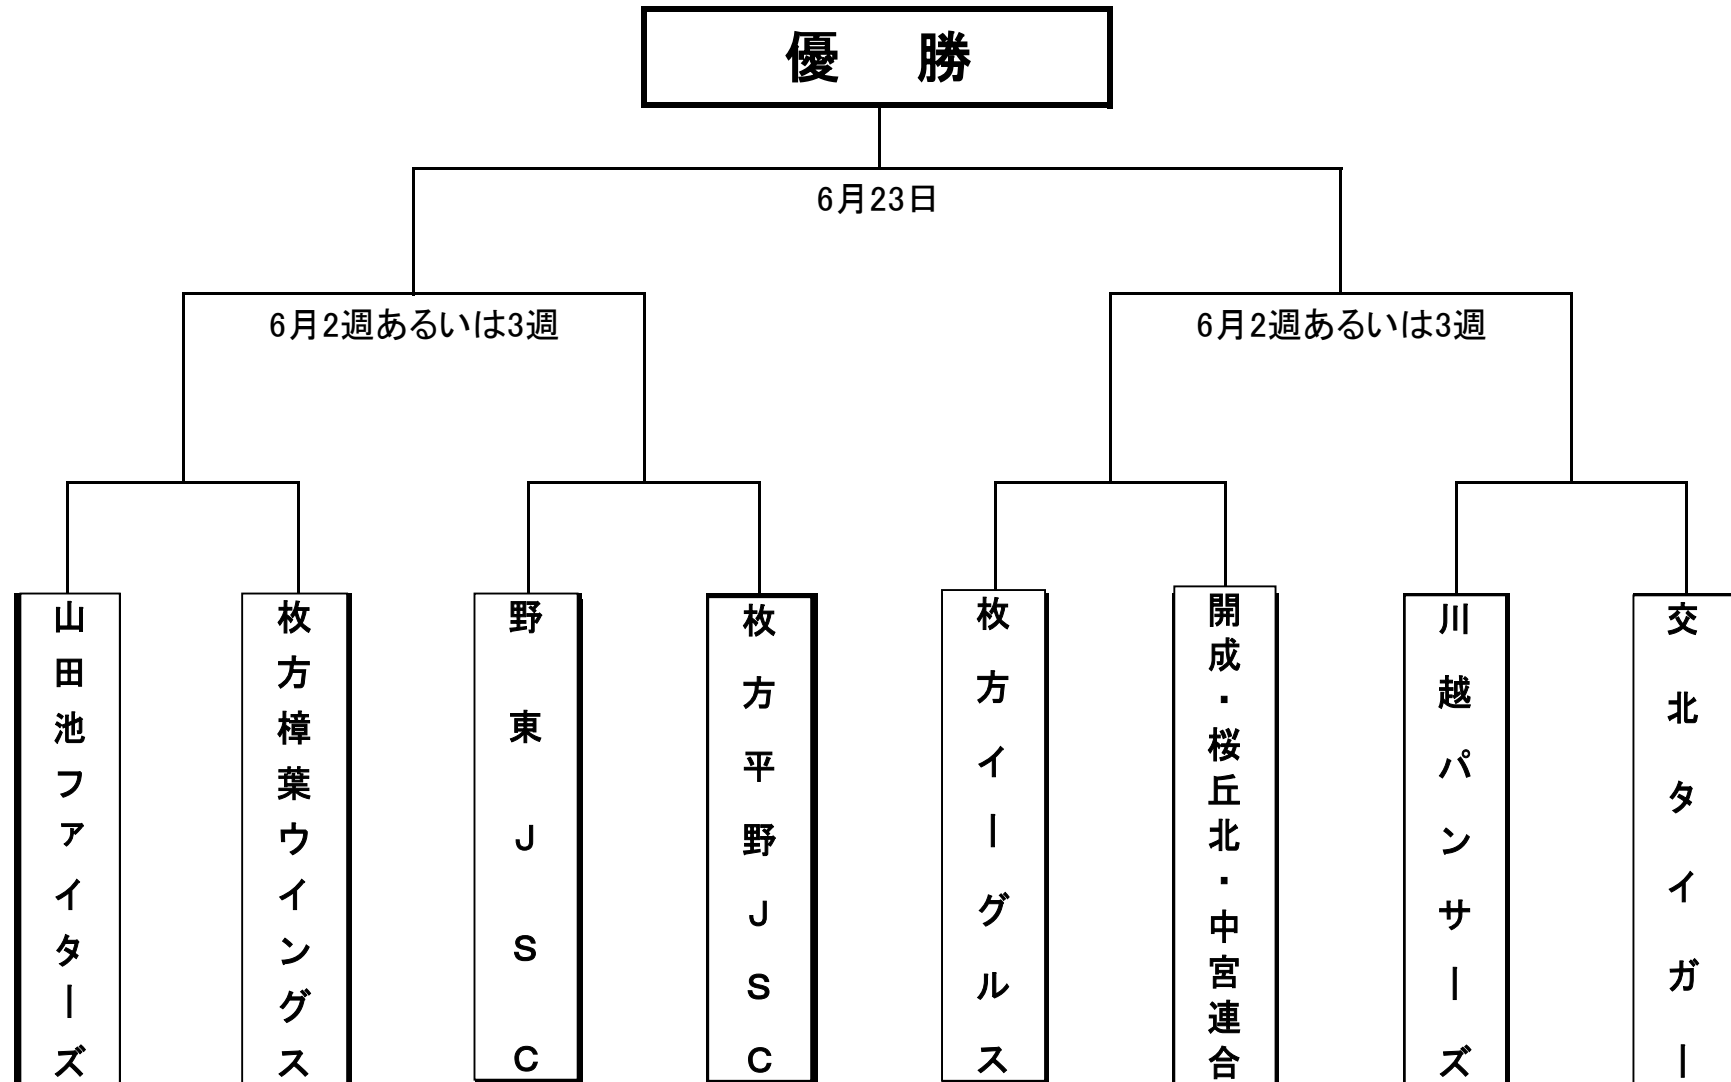 優　勝
6月23日
6月2週あるいは3週
6月2週あるいは3週
山田池ファイターズ
枚方樟葉ウイングス
野東JSC
枚方平野JSC
枚方イーグルス
開成・桜丘北・中宮連合
川越パンサーズ
交北タイガー